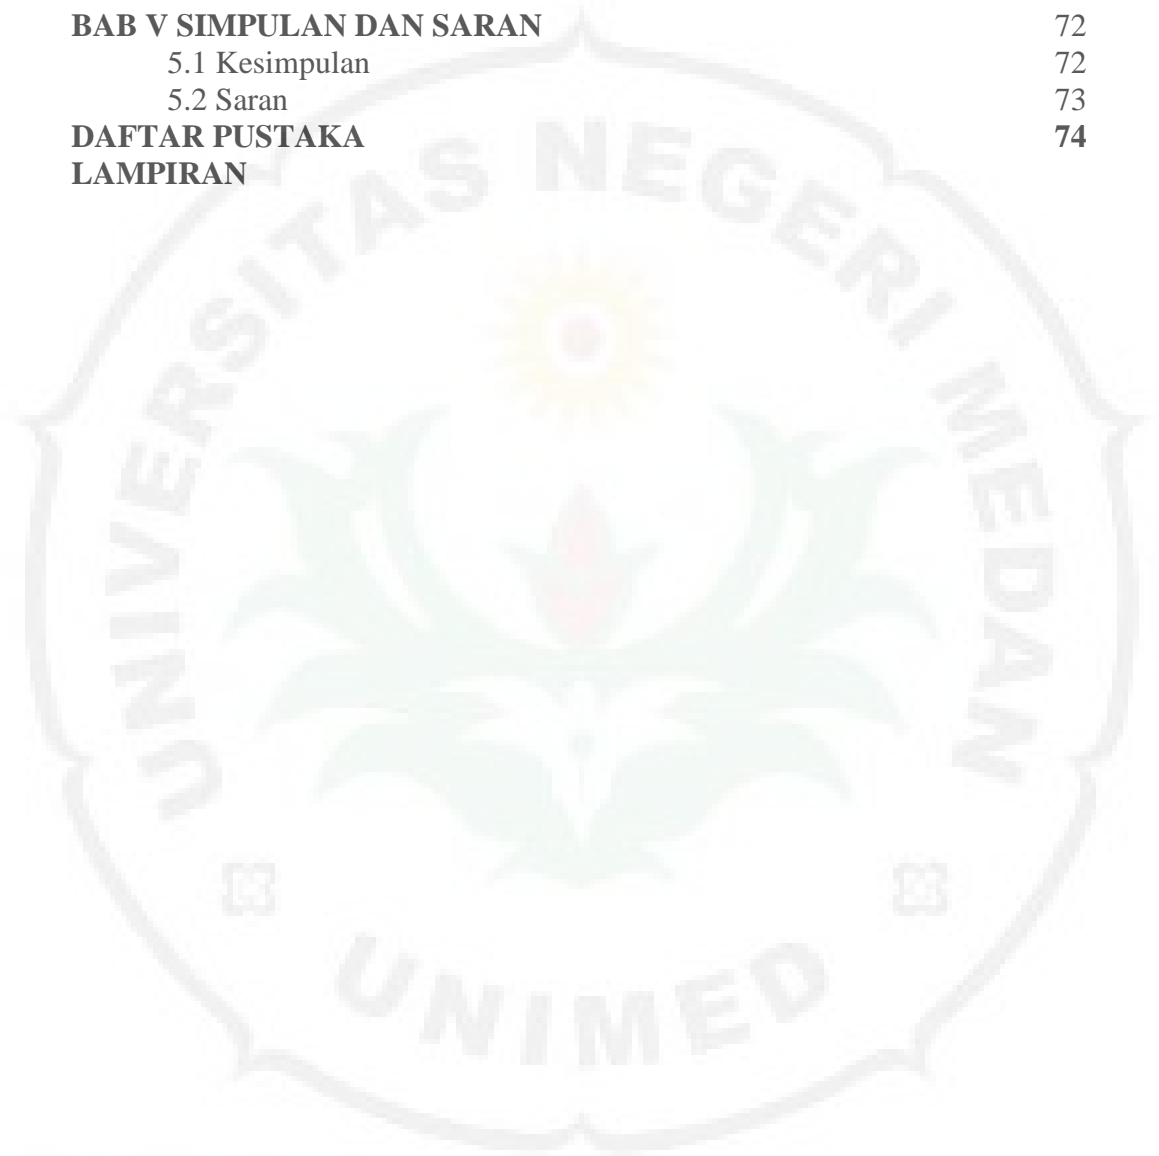 BAB V SIMPULAN DAN SARAN 72
5.1 Kesimpulan 72
5.2 Saran 73
DAFTAR PUSTAKA 74
LAMPIRAN
UNIVERSITAS NEGERI MEDAN
UNIMED